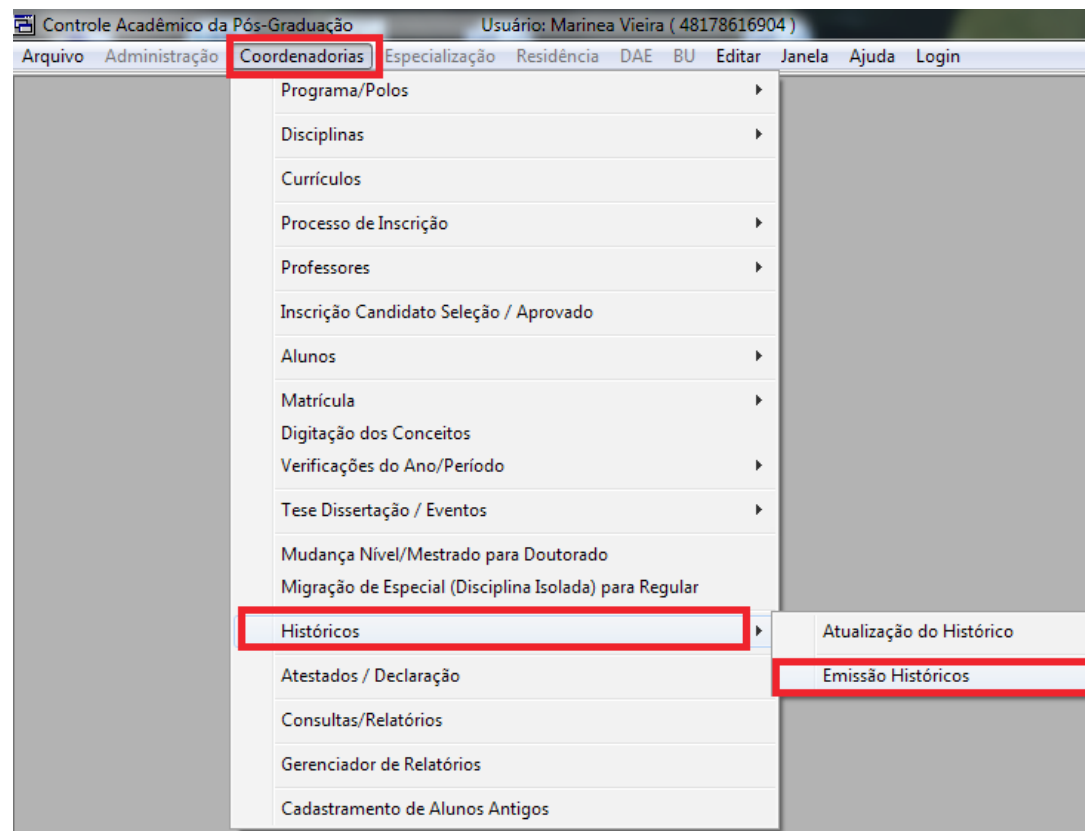 Controle Acadêmico da Pós-Graduação Usuário: Marinea Vieira ( 48178616904 )
Arquivo Administração Coordenadorias Especialização Residência DAE BU Editar Janela Ajuda Login
Programa/Polos
Disciplinas
Currículos
Processo de Inscrição
Professores
Inscrição Candidato Seleção / Aprovado
Alunos
Matrícula
Digitação dos Conceitos
Verificações do Ano/Período
Tese Dissertação / Eventos
Mudança Nível/Mestrado para Doutorado
Migração de Especial (Disciplina Isolada) para Regular
Históricos
Atualização do Histórico
Atestados / Declaração
Emissão Históricos
Consultas/Relatórios
Gerenciador de Relatórios
Cadastramento de Alunos Antigos